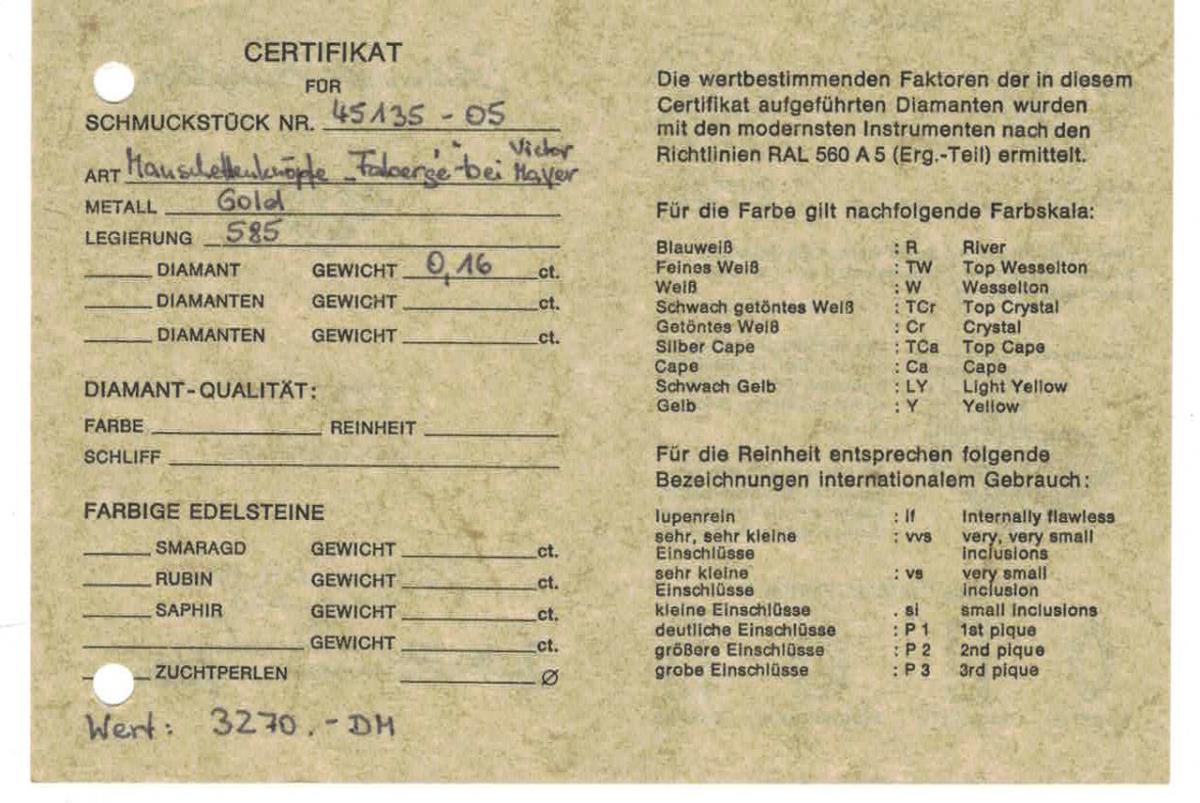 CERTIFIKAT
FÜR
SCHMUCKSTÜCK NR. 45135 - 05
ART Manschettenknöpfe „Fabergé" bei Victor Mayer
METALL Gold
LEGIERUNG 585
DIAMANT GEWICHT 0,16 ct.
DIAMANTEN GEWICHT ct.
DIAMANTEN GEWICHT ct.
DIAMANT-QUALITÄT:
FARBE REINHEIT
SCHLIFF
FARBIGE EDELSTEINE
SMARAGD GEWICHT ct.
RUBIN GEWICHT ct.
SAPHIR GEWICHT ct.
GEWICHT ct.
ZUCHTPERLEN Ø
Wert: 3270.- DM
Die wertbestimmenden Faktoren der in diesem
Certifikat aufgeführten Diamanten wurden
mit den modernsten Instrumenten nach den
Richtlinien RAL 560 A 5 (Erg.-Teil) ermittelt.
Für die Farbe gilt nachfolgende Farbskala:
Blauweiß : R River
Feines Weiß : TW Top Wesselton
Weiß : W Wesselton
Schwach getöntes Weiß : TCr Top Crystal
Getöntes Weiß : Cr Crystal
Silber Cape : TCa Top Cape
Cape : Ca Cape
Schwach Gelb : LY Light Yellow
Gelb : Y Yellow
Für die Reinheit entsprechen folgende
Bezeichnungen internationalem Gebrauch:
lupenrein : if Internally flawless
sehr, sehr kleine : vvs very, very small
Einschlüsse inclusions
sehr kleine : vs very small
Einschlüsse inclusion
kleine Einschlüsse . si small inclusions
deutliche Einschlüsse : P 1 1st pique
größere Einschlüsse : P 2 2nd pique
grobe Einschlüsse : P 3 3rd pique